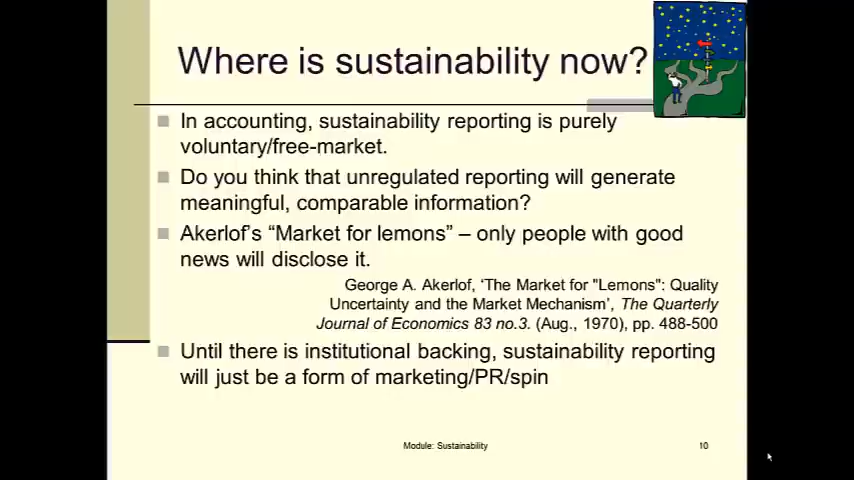 Where is sustainability now?
In accounting, sustainability reporting is purely
voluntary/free-market.
Do you think that unregulated reporting will generate
meaningful, comparable information?
Akerlof's “Market for lemons” – only people with good
news will disclose it.
George A. Akerlof, ‘The Market for "Lemons": Quality
Uncertainty and the Market Mechanism’, The Quarterly
Journal of Economics 83 no.3. (Aug., 1970), pp. 488-500
Until there is institutional backing, sustainability reporting
will just be a form of marketing/PR/spin
Module: Sustainability
10